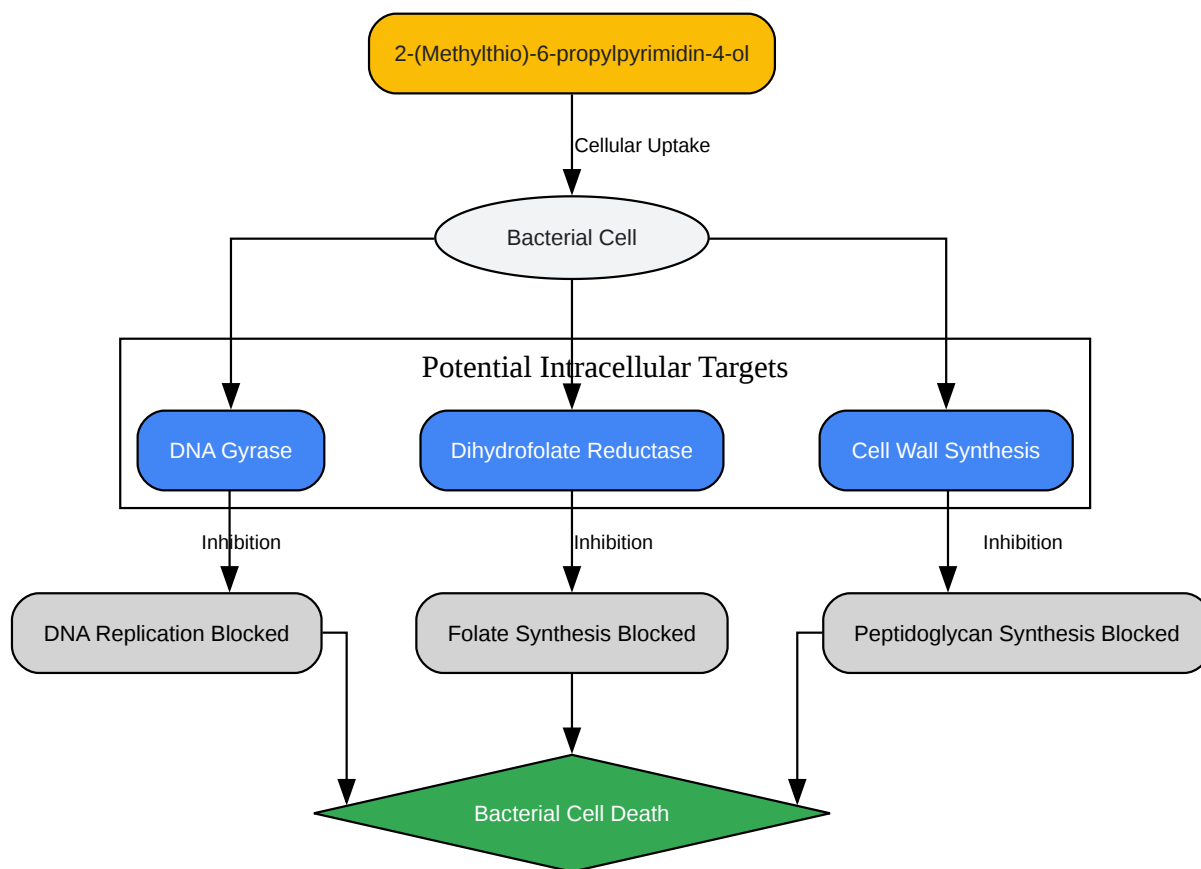 2-(Methylthio)-6-propylpyrimidin-4-ol
Cellular Uptake
Bacterial Cell
Potential Intracellular Targets
DNA Gyrase
Dihydrofolate Reductase
Cell Wall Synthesis
Inhibition
Inhibition
Inhibition
DNA Replication Blocked
Folate Synthesis Blocked
Peptidoglycan Synthesis Blocked
Bacterial Cell Death